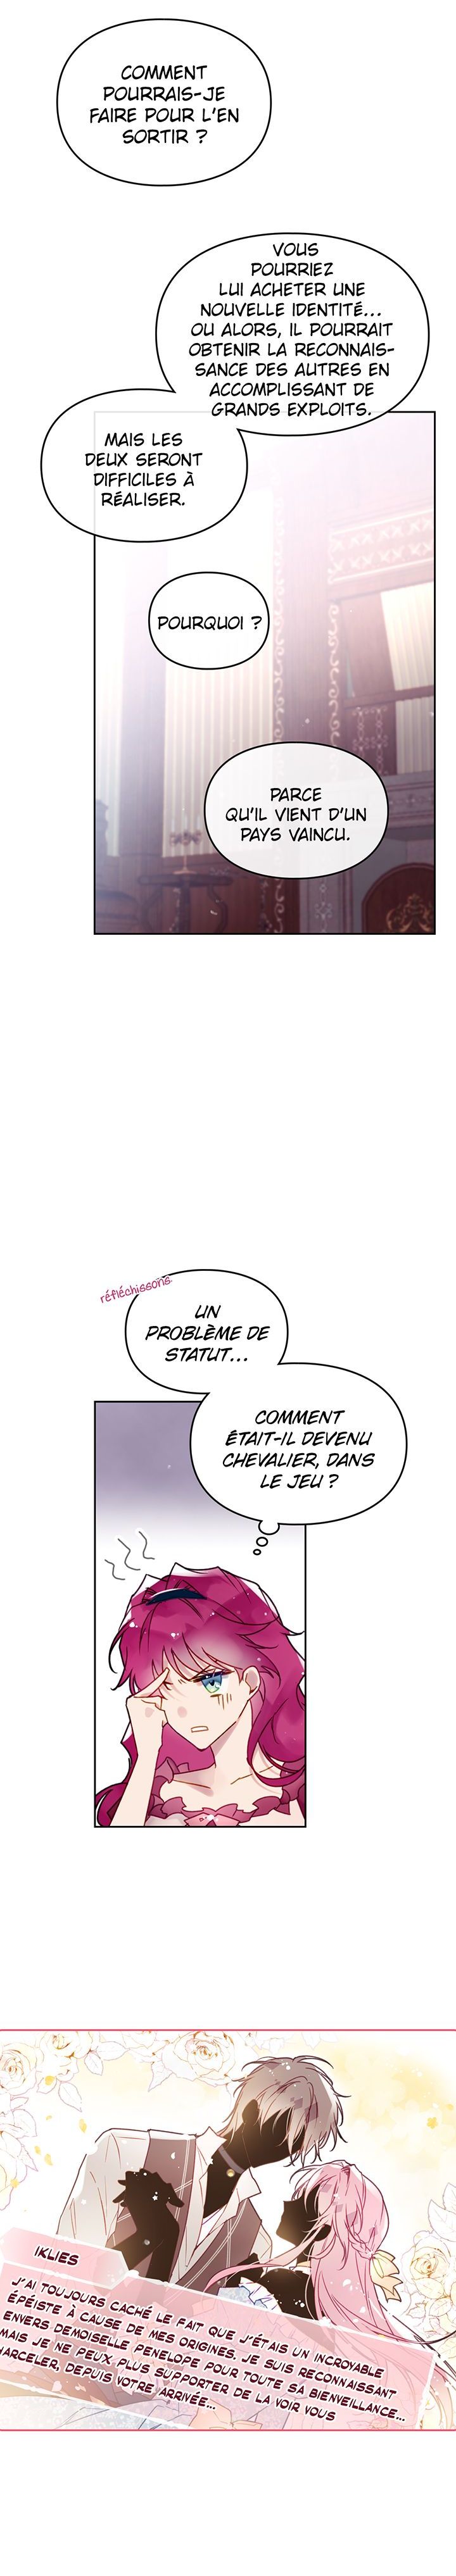 COMMENT
POURRAIS-JE
FAIRE POUR L'EN
SORTIR ?
VOUS
POURRIEZ
LUI ACHETER UNE
NOUVELLE IDENTITÉ...
OU ALORS, IL POURRAIT
OBTENIR LA RECONNAIS-
SANCE DES AUTRES EN
ACCOMPLISSANT DE
GRANDS EXPLOITS.
MAIS LES
DEUX SERONT
DIFFICILES À
RÉALISER.
POURQUOI ?
PARCE
QU'IL VIENT D'UN
PAYS VAINCU.
réfléchissons.
UN
PROBLÈME DE
STATUT...
COMMENT
ÉTAIT-IL DEVENU
CHEVALIER, DANS
LE JEU ?
IKLIES
J'AI TOUJOURS CACHÉ LE FAIT QUE J'ÉTAIS UN INCROYABLE
ÉPÉISTE À CAUSE DE MES ORIGINES. JE SUIS RECONNAISSANT
ENVERS DEMOISELLE PENELOPE POUR TOUTE SA BIENVEILLANCE...
MAIS JE NE PEUX PLUS SUPPORTER DE LA VOIR VOUS
HARCELER, DEPUIS VOTRE ARRIVÉE...